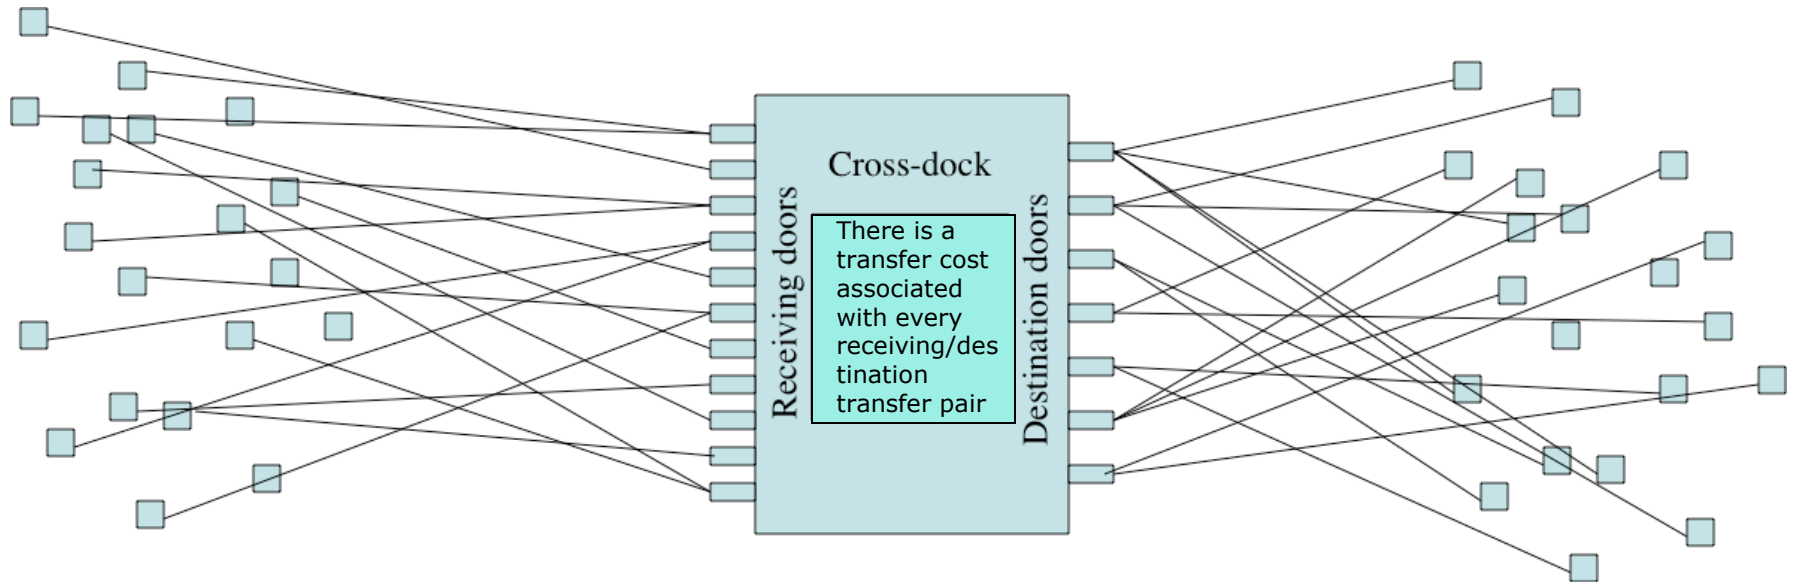 Cross-dock
Receiving doors
There is a
transfer cost
associated
with every
receiving/des
tination
transfer pair
Destination doors